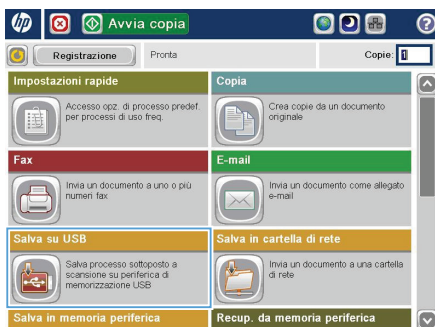 hp
Avvia copia
?
Registrazione
Pronta
Copie: 1
Impostazioni rapide
Copia
Accesso opz. di processo predef. per processi di uso freq.
Crea copie da un documento originale
Fax
E-mail
Invia un documento a uno o più numeri fax
Invia un documento come allegato e-mail
Salva su USB
Salva in cartella di rete
Salva processo sottoposto a scansione su periferica di memorizzazione USB
Invia un documento a una cartella di rete
Salva in memoria periferica
Recup. da memoria periferica